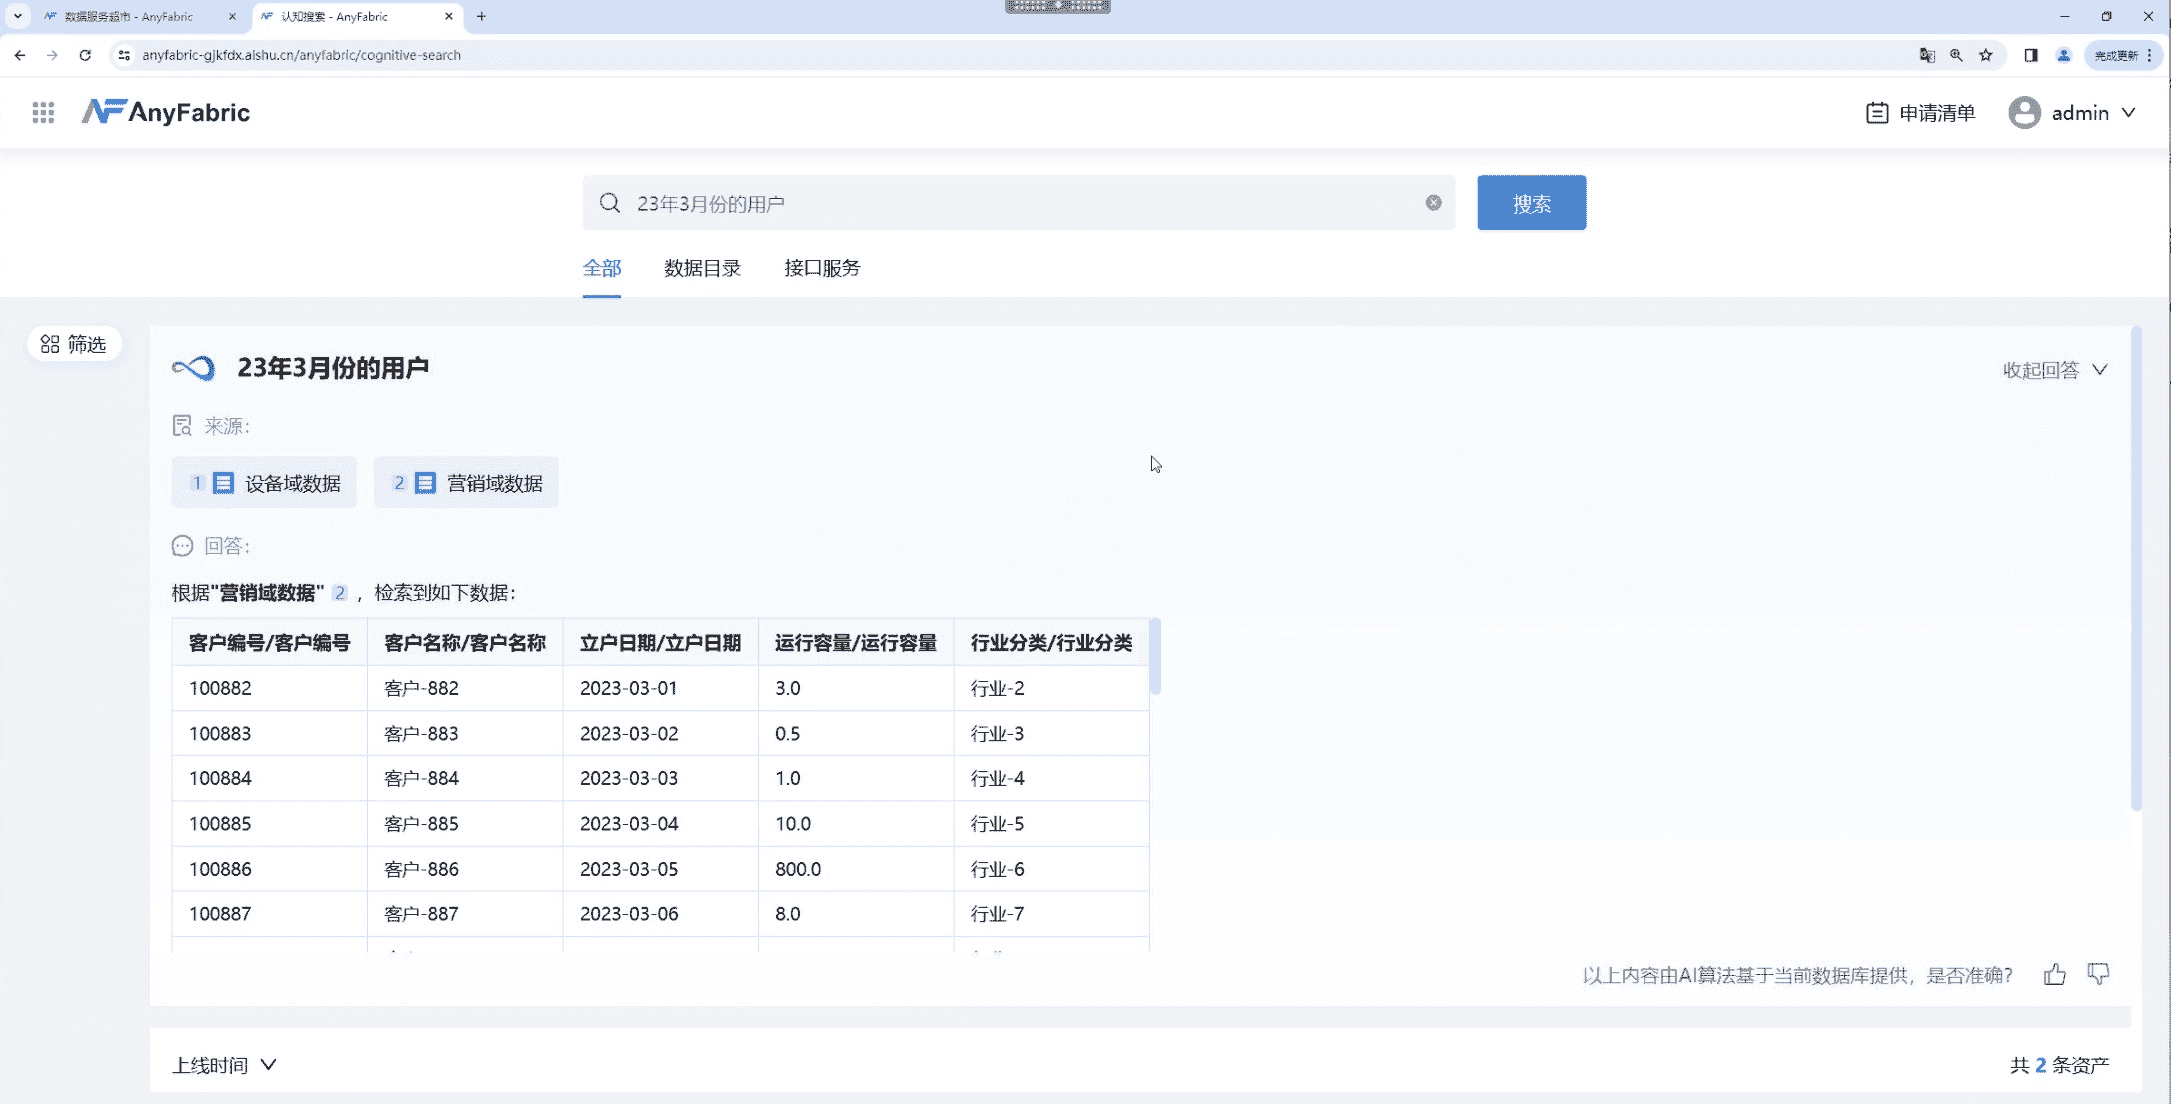 数据服务超市 - AnyFabric
认知搜索 - AnyFabric
anyfabric-gjkfdx.aishu.cn/anyfabric/cognitive-search
完成更新
AnyFabric
申请清单
admin
23年3月份的用户
搜索
全部 数据目录 接口服务
筛选
23年3月份的用户
收起回答
来源:
1 设备域数据 2 营销域数据
回答:
根据"营销域数据" 2 ，检索到如下数据:
客户编号/客户编号 客户名称/客户名称 立户日期/立户日期 运行容量/运行容量 行业分类/行业分类
100882 客户-882 2023-03-01 3.0 行业-2
100883 客户-883 2023-03-02 0.5 行业-3
100884 客户-884 2023-03-03 1.0 行业-4
100885 客户-885 2023-03-04 10.0 行业-5
100886 客户-886 2023-03-05 800.0 行业-6
100887 客户-887 2023-03-06 8.0 行业-7
以上内容由AI算法基于当前数据库提供，是否准确?
上线时间
共 2 条资产